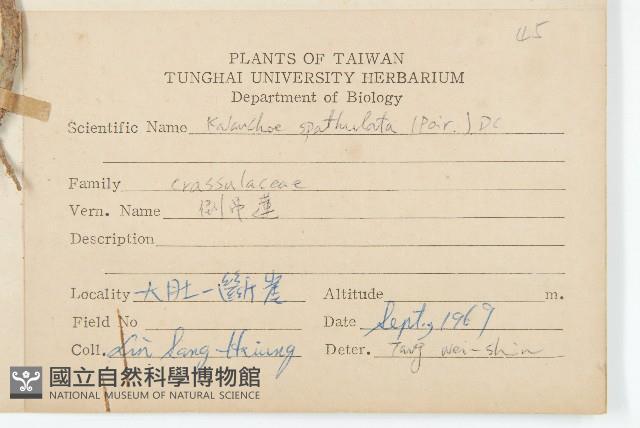 45
PLANTS OF TAIWAN
TUNGHAI UNIVERSITY HERBARIUM
Department of Biology
Scientific Name Kalanchoe spathulata (Poir.) DC
Family crassulaceae
Vern. Name 倒吊蓮
Description
Locality 大肚一斷崖
Altitude m.
Field No
Date Sept., 1969
Coll. Lin Sang-Hsiung
Deter. Tang Wei-shin
國立自然科學博物館
NATIONAL MUSEUM OF NATURAL SCIENCE